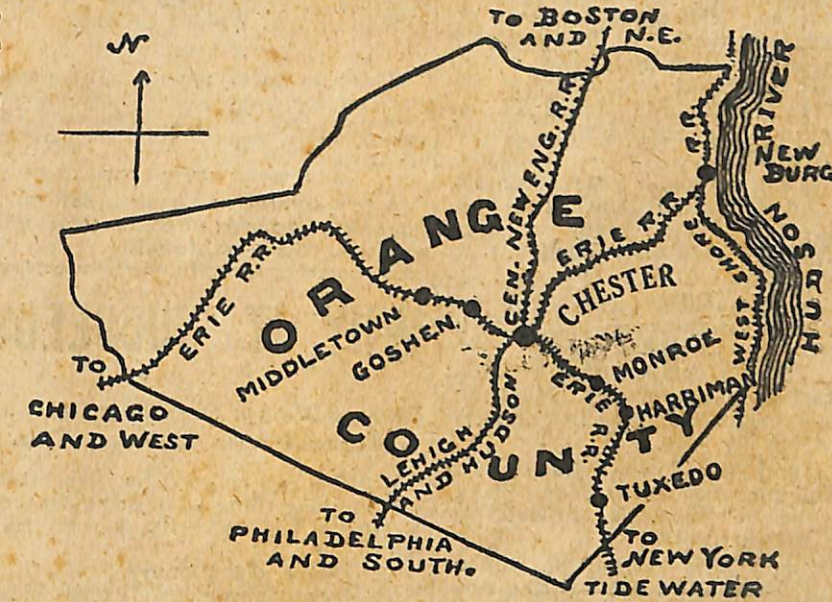 N
TO BOSTON
AND N.E.
CEN. NEW ENG. R.R.
R.R.
RIVER
NEW
BURG
HUDSON
ORANGE
ERIE R.R.
ERIE R.R.
CHESTER
WEST SHORE
MIDDLETOWN
GOSHEN
MONROE
HARRIMAN
ERIE R.R.
TO
CHICAGO
AND WEST
COUNTY
LEHIGH
AND HUDSON
TUXEDO
TO
PHILADELPHIA
AND SOUTH.
TO
NEW YORK
TIDE WATER